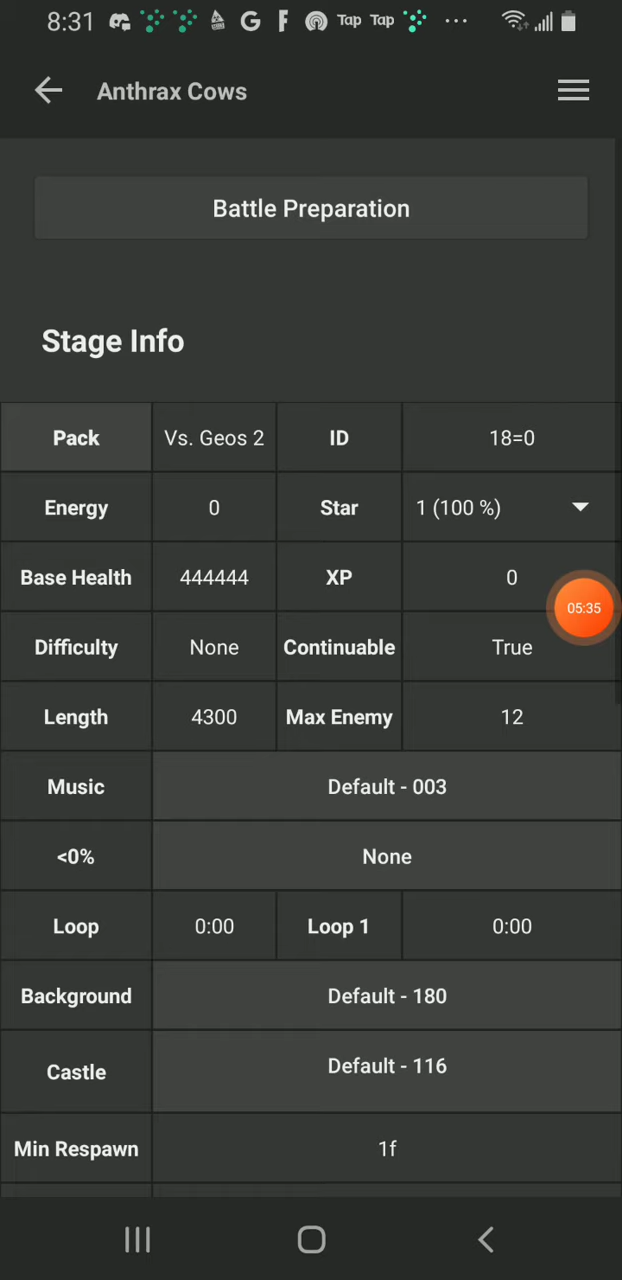 8:31 G F Tap Tap ...
Anthrax Cows
Battle Preparation
Stage Info
Pack Vs. Geos 2 ID 18=0
Energy 0 Star 1 (100 %)
Base Health 444444 XP 0
05:35
Difficulty None Continuable True
Length 4300 Max Enemy 12
Music Default - 003
<0% None
Loop 0:00 Loop 1 0:00
Background Default - 180
Castle Default - 116
Min Respawn 1f